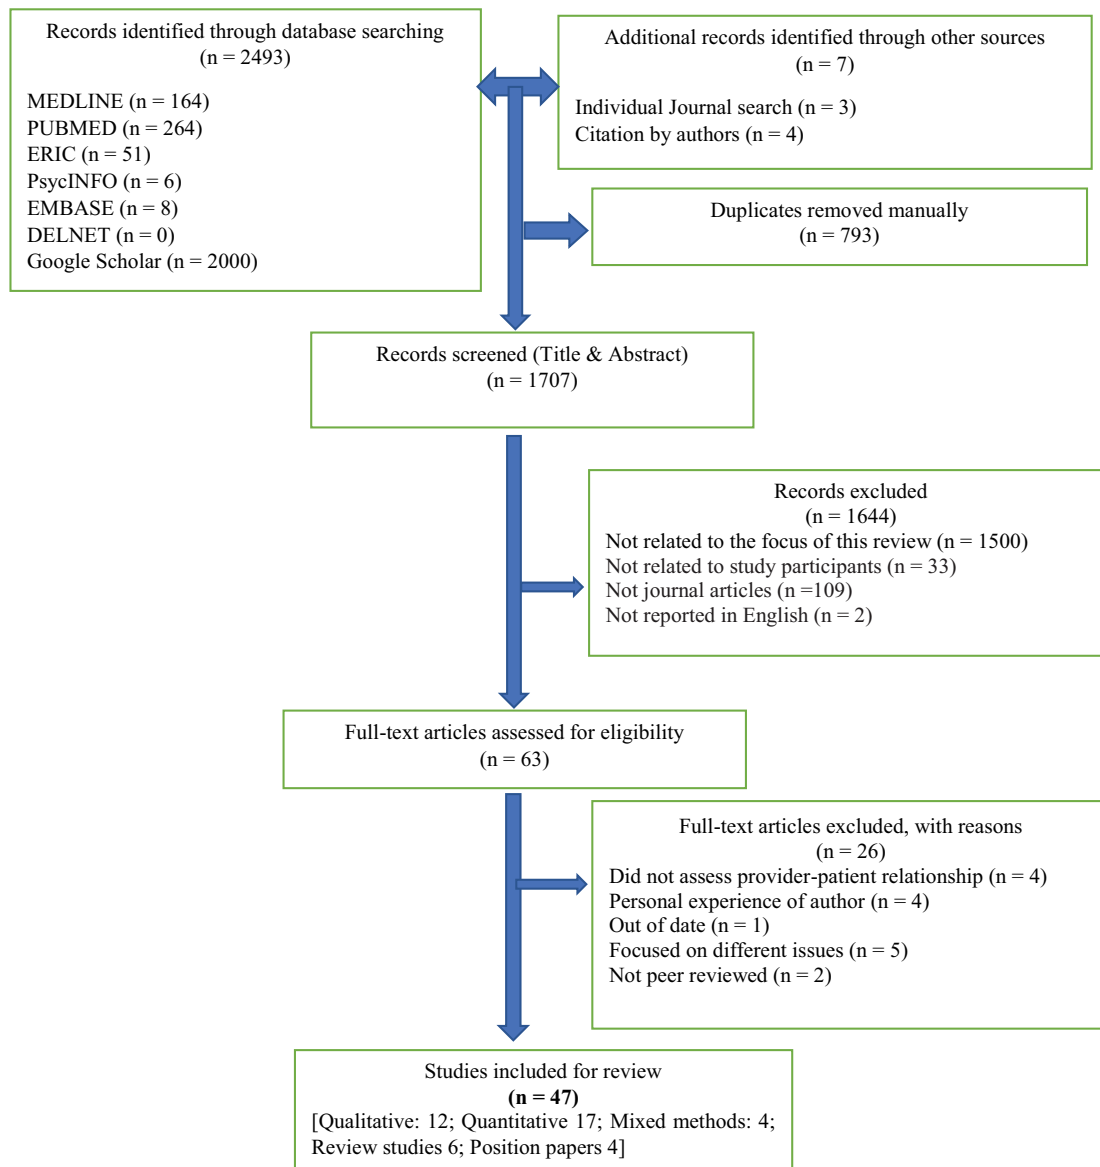 Records identified through database searching
(n = 2493)
MEDLINE (n = 164)
PUBMED (n = 264)
ERIC (n = 51)
PsycINFO (n = 6)
EMBASE (n = 8)
DELNET (n = 0)
Google Scholar (n = 2000)
Additional records identified through other sources
(n = 7)
Individual Journal search (n = 3)
Citation by authors (n = 4)
Duplicates removed manually
(n = 793)
Records screened (Title & Abstract)
(n = 1707)
Records excluded
(n = 1644)
Not related to the focus of this review (n = 1500)
Not related to study participants (n = 33)
Not journal articles (n =109)
Not reported in English (n = 2)
Full-text articles assessed for eligibility
(n = 63)
Full-text articles excluded, with reasons
(n = 26)
Did not assess provider-patient relationship (n = 4)
Personal experience of author (n = 4)
Out of date (n = 1)
Focused on different issues (n = 5)
Not peer reviewed (n = 2)
Studies included for review
(n = 47)
[Qualitative: 12; Quantitative 17; Mixed methods: 4;
Review studies 6; Position papers 4]